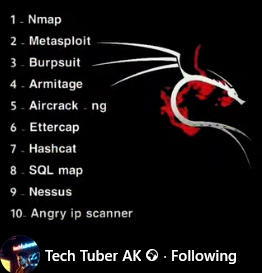 1 - Nmap
2 - Metasploit
3 - Burpsuit
4 - Armitage
5 - Aircrack - ng
6 - Ettercap
7 - Hashcat
8 - SQL map
9 - Nessus
10- Angry ip scanner
Tech Tuber AK · Following